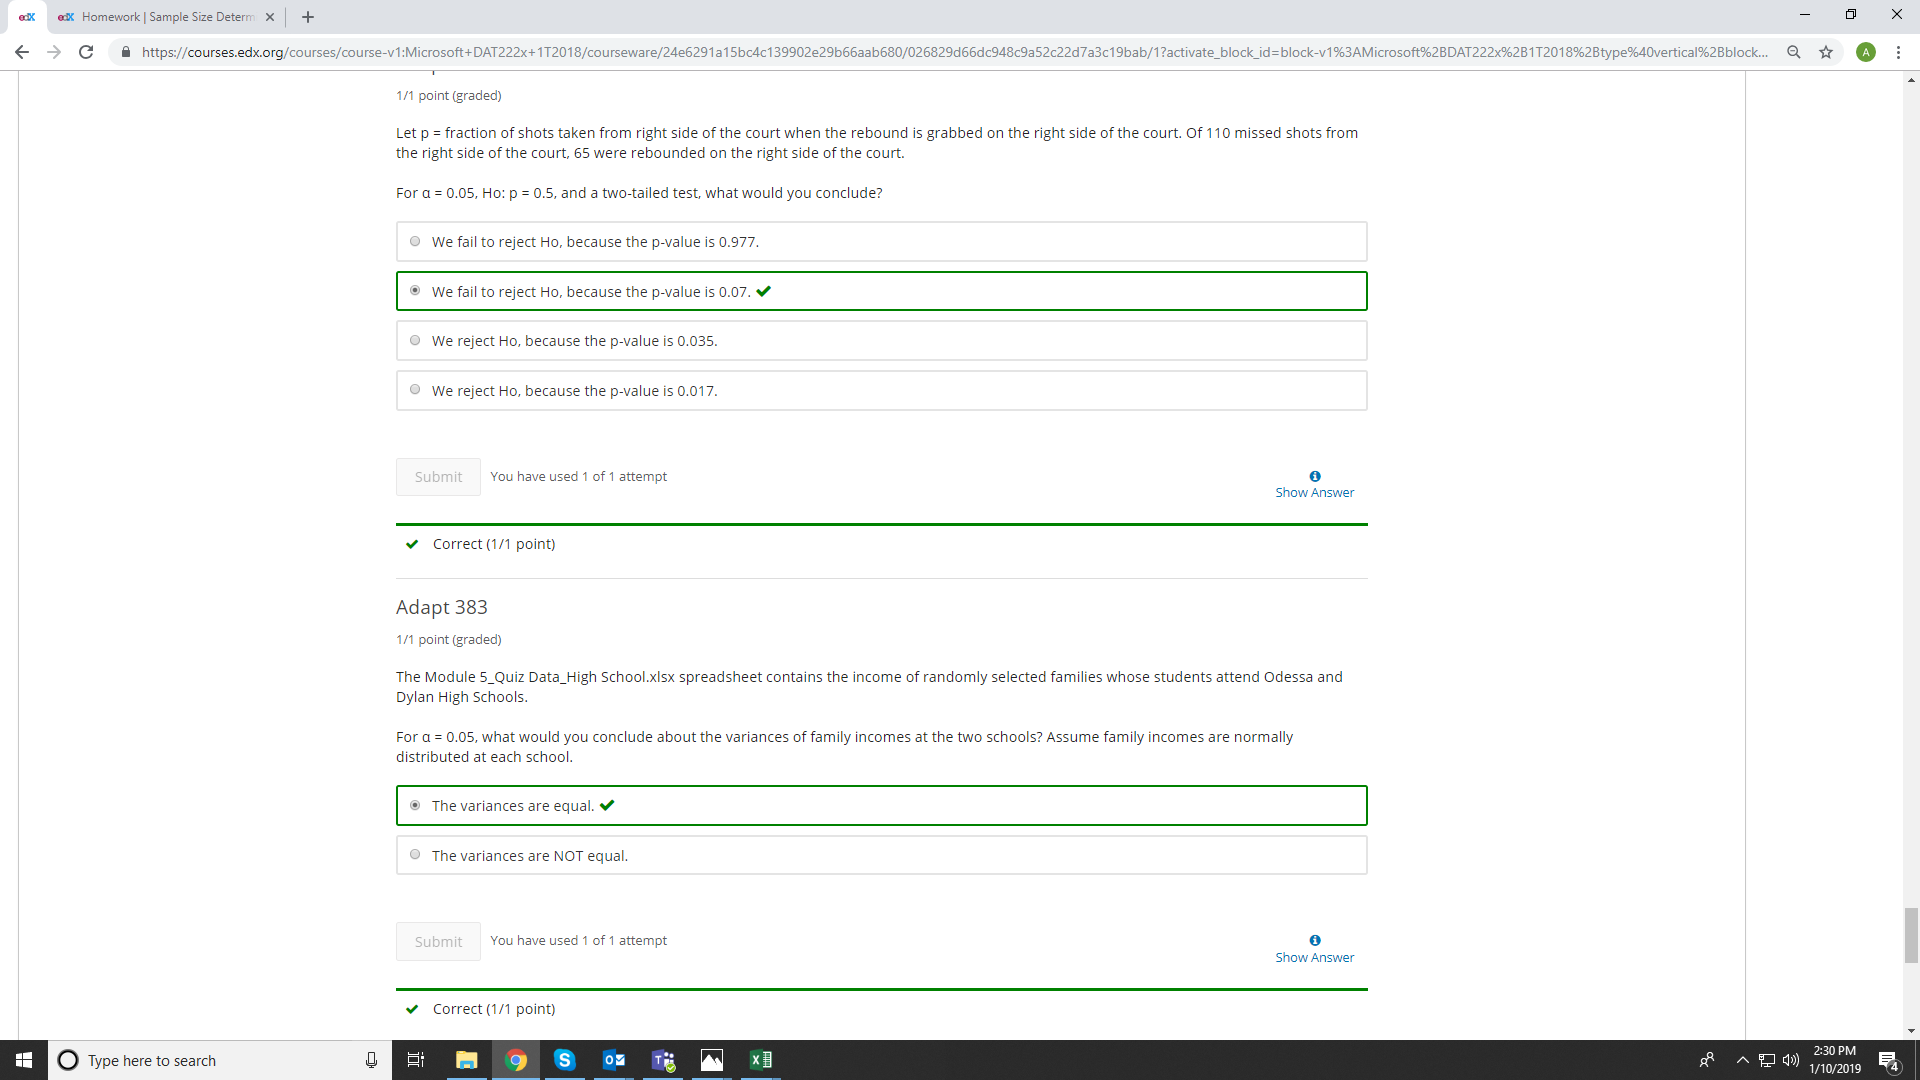 edX
edX Homework | Sample Size Determ
https://courses.edx.org/courses/course-v1:Microsoft+DAT222x+1T2018/courseware/24e6291a15bc4c139902e29b66aab680/026829d66dc948c9a52c22d7a3c19bab/1?activate_block_id=block-v1%3AMicrosoft%2BDAT222x%2B1T2018%2Btype%40vertical%2Bblock...
A
1/1 point (graded)
Let p = fraction of shots taken from right side of the court when the rebound is grabbed on the right side of the court. Of 110 missed shots from
the right side of the court, 65 were rebounded on the right side of the court.
For α = 0.05, Ho: p = 0.5, and a two-tailed test, what would you conclude?
We fail to reject Ho, because the p-value is 0.977.
We fail to reject Ho, because the p-value is 0.07.
We reject Ho, because the p-value is 0.035.
We reject Ho, because the p-value is 0.017.
Submit You have used 1 of 1 attempt
Show Answer
Correct (1/1 point)
Adapt 383
1/1 point (graded)
The Module 5_Quiz Data_High School.xlsx spreadsheet contains the income of randomly selected families whose students attend Odessa and
Dylan High Schools.
For α = 0.05, what would you conclude about the variances of family incomes at the two schools? Assume family incomes are normally
distributed at each school.
The variances are equal.
The variances are NOT equal.
Submit You have used 1 of 1 attempt
Show Answer
Correct (1/1 point)
Type here to search
2:30 PM
1/10/2019
4